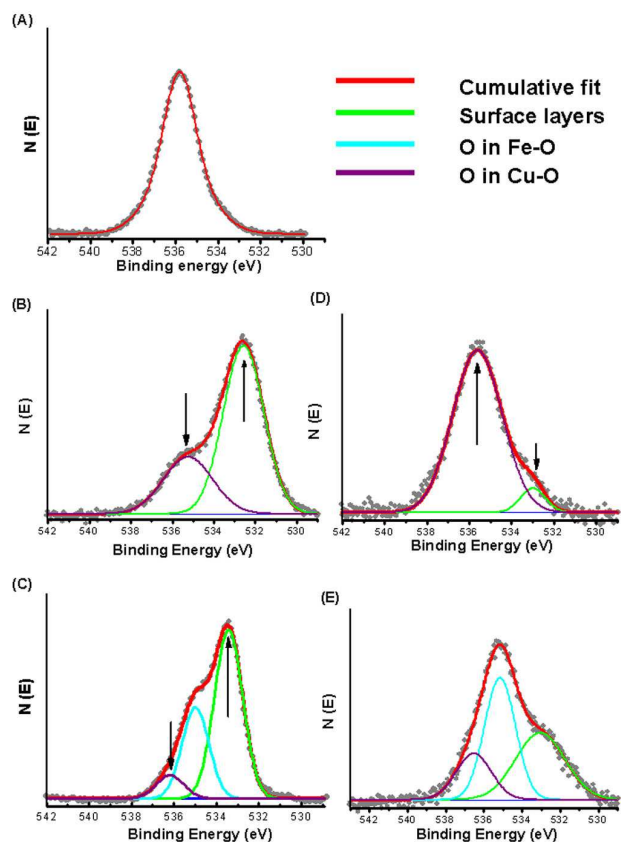 (A)
N (E)
542 540 538 536 534 532 530
Binding energy (eV)
Cumulative fit
Surface layers
O in Fe-O
O in Cu-O
(B)
N (E)
542 540 538 536 534 532 530
Binding Energy (eV)
(D)
N (E)
542 540 538 536 534 532 530
Binding Energy (eV)
(C)
N (E)
542 540 538 536 534 532 530
Binding Energy (eV)
(E)
N (E)
542 540 538 536 534 532 530
Binding Energy (eV)